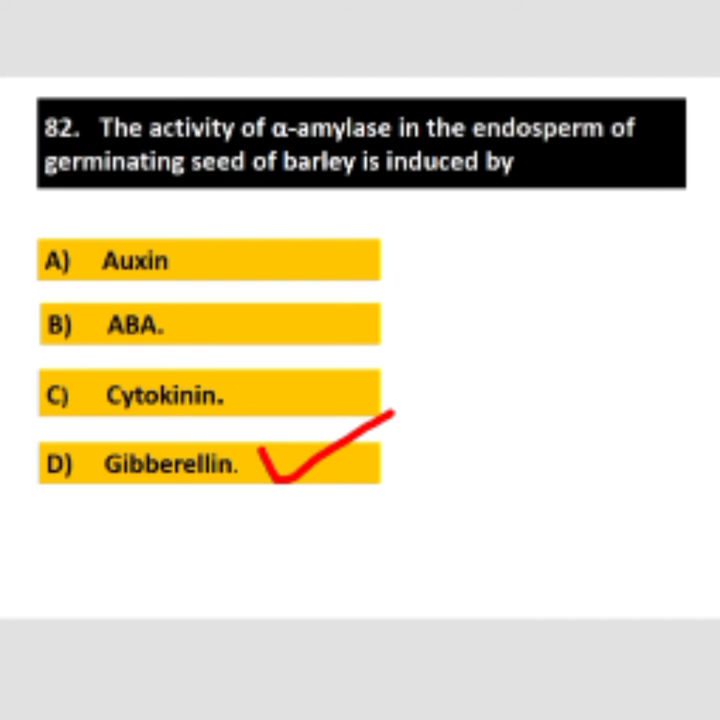 82. The activity of α-amylase in the endosperm of
germinating seed of barley is induced by
A) Auxin
B) ABA.
C) Cytokinin.
D) Gibberellin.